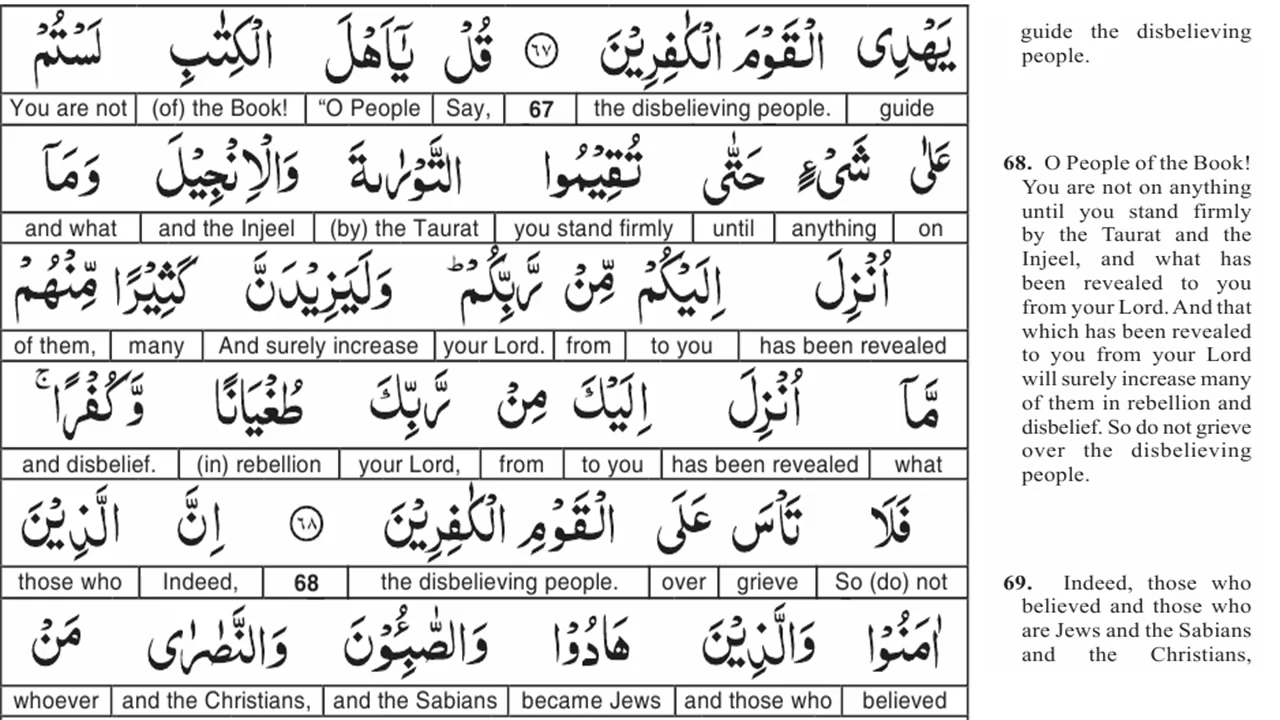 يَهْدِى الْقَوْمَ الْكٰفِرِيْنَ ٦٧ قُلْ يٰٓاَهْلَ الْكِتٰبِ لَسْتُمْ
guide | the disbelieving people. | 67 | Say, | “O People | (of) the Book! | You are not
عَلٰى شَىْءٍ حَتّٰى تُقِيْمُوا التَّوْرٰىةَ وَالْاِنْجِيْلَ وَمَآ
on | anything | until | you stand firmly | (by) the Taurat | and the Injeel | and what
اُنْزِلَ اِلَيْكُمْ مِّنْ رَّبِّكُمْ ؕ وَلَيَزِيْدَنَّ كَثِيْرًا مِّنْهُمْ
has been revealed | to you | from | your Lord. | And surely increase | many | of them,
مَّآ اُنْزِلَ اِلَيْكَ مِنْ رَّبِّكَ طُغْيَانًا وَّكُفْرًا ۚ
what | has been revealed | to you | from | your Lord, | (in) rebellion | and disbelief.
فَلَا تَاْسَ عَلَى الْقَوْمِ الْكٰفِرِيْنَ ٦٨ اِنَّ الَّذِيْنَ
So (do) not | grieve | over | the disbelieving people. | 68 | Indeed, | those who
اٰمَنُوْا وَالَّذِيْنَ هَادُوْا وَالصّٰبِـُٔوْنَ وَالنَّصٰرٰى مَنْ
believed | and those who | became Jews | and the Sabians | and the Christians, | whoever
guide the disbelieving
people.
68. O People of the Book!
You are not on anything
until you stand firmly
by the Taurat and the
Injeel, and what has
been revealed to you
from your Lord. And that
which has been revealed
to you from your Lord
will surely increase many
of them in rebellion and
disbelief. So do not grieve
over the disbelieving
people.
69. Indeed, those who
believed and those who
are Jews and the Sabians
and the Christians,